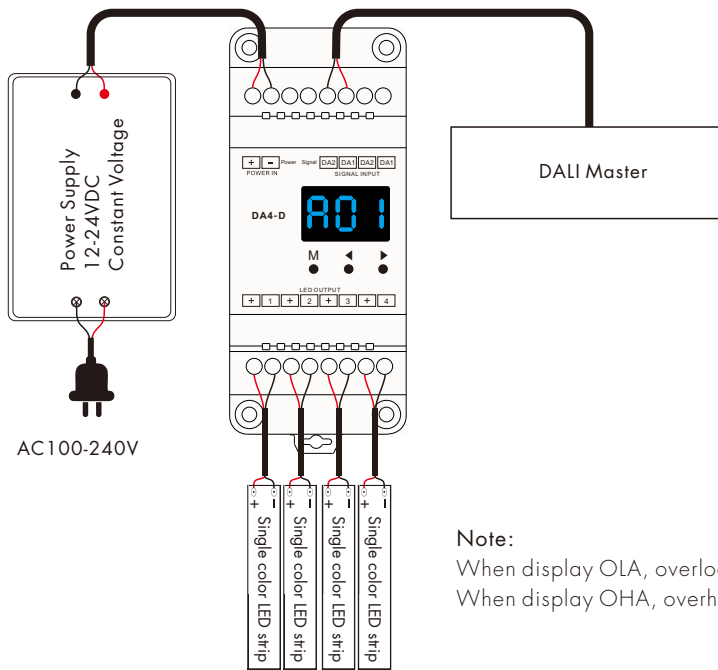 Power Supply
12-24VDC
Constant Voltage
AC100-240V
+ - Power Signal DA2 DA1 DA2 DA1
POWER IN SIGNAL INPUT
DA4-D
A01
M ◀ ▶
LED OUTPUT
+ 1 + 2 + 3 + 4
DALI Master
+ -
Single color LED strip
+ -
Single color LED strip
+ -
Single color LED strip
+ -
Single color LED strip
Note:
When display OLA,
When display OHA,